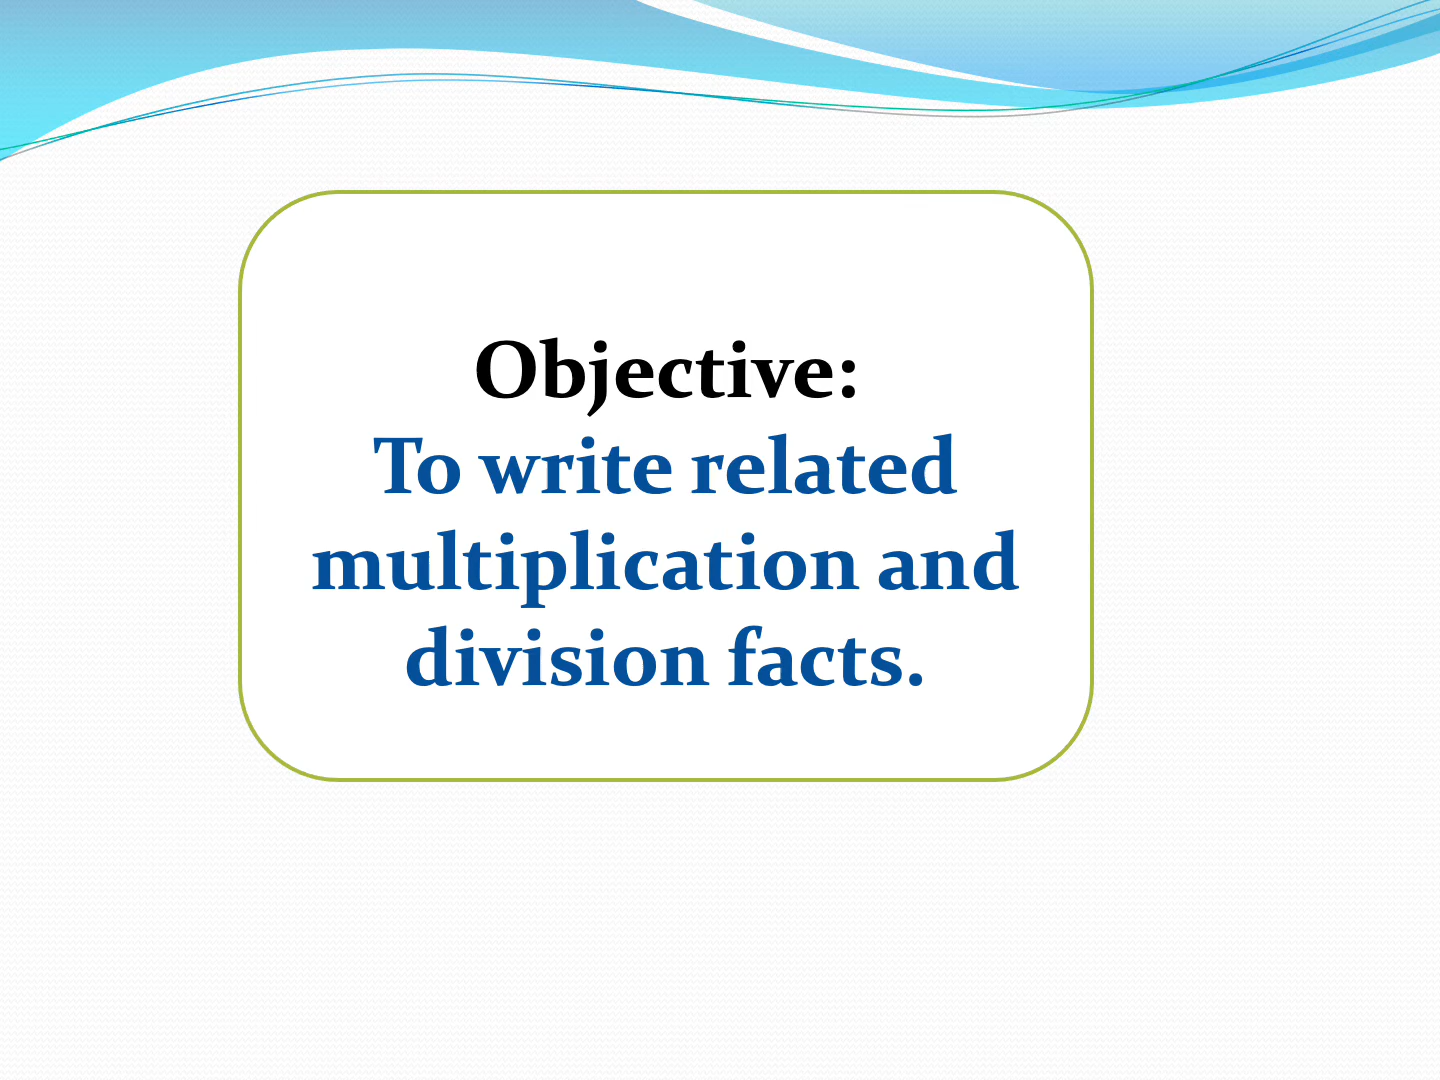 Objective:
To write related
multiplication and
division facts.